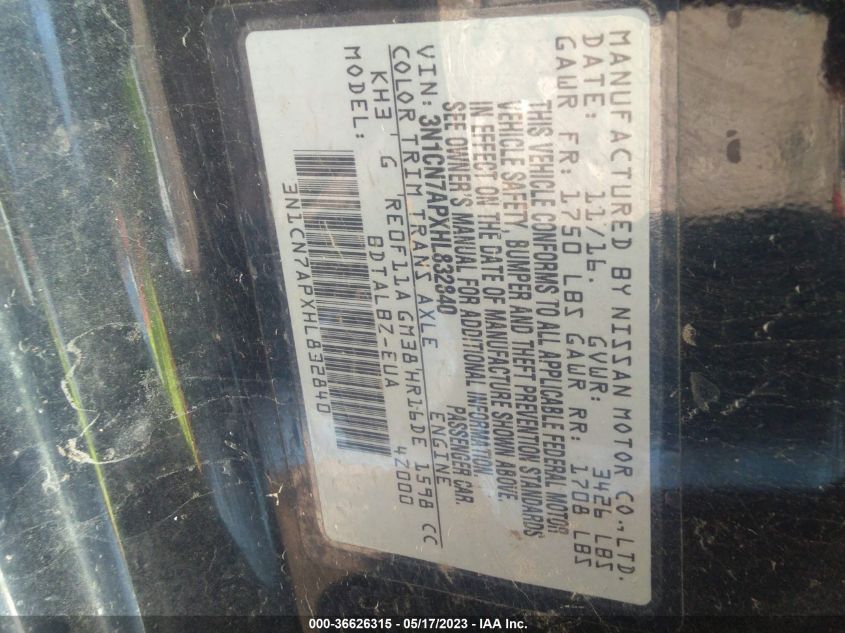 MANUFACTURED BY NISSAN MOTOR CO.,LTD.
DATE: 11/16. GVWR: 3426 LBS
GAWR FR: 1750 LBS GAWR RR: 1708 LBS
THIS VEHICLE CONFORMS TO ALL APPLICABLE FEDERAL MOTOR
VEHICLE SAFETY, BUMPER AND THEFT PREVENTION STANDARDS
IN EFFECT ON THE DATE OF MANUFACTURE SHOWN ABOVE.
SEE OWNER'S MANUAL FOR ADDITIONAL INFORMATION.
VIN: 3N1CN7APXHL832840 PASSENGER CAR.
COLOR TRIM TRANS AXLE ENGINE
KH3 G RE0F11A GM38 HR16DE 1598 CC
MODEL: BDTALBZ-EUA 4Z000
3N1CN7APXHL832840
000-36626315 - 05/17/2023 - IAA Inc.